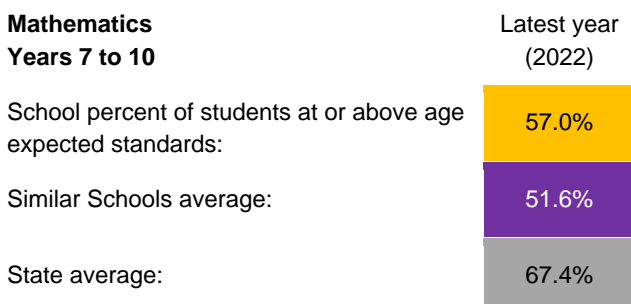 Mathematics
Years 7 to 10
Latest year
(2022)
School percent of students at or above age
expected standards:
57.0%
Similar Schools average:
51.6%
State average:
67.4%